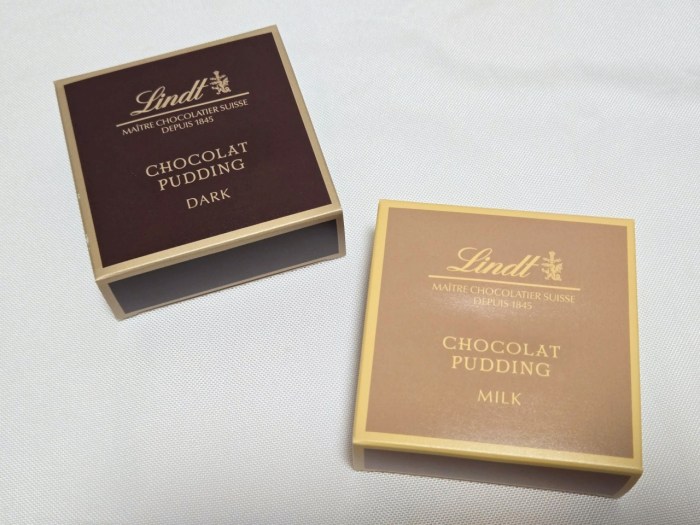 Lindt
MAÎTRE CHOCOLATIER SUISSE
DEPUIS 1845
CHOCOLAT
PUDDING
DARK
Lindt
MAÎTRE CHOCOLATIER SUISSE
DEPUIS 1845
CHOCOLAT
PUDDING
MILK